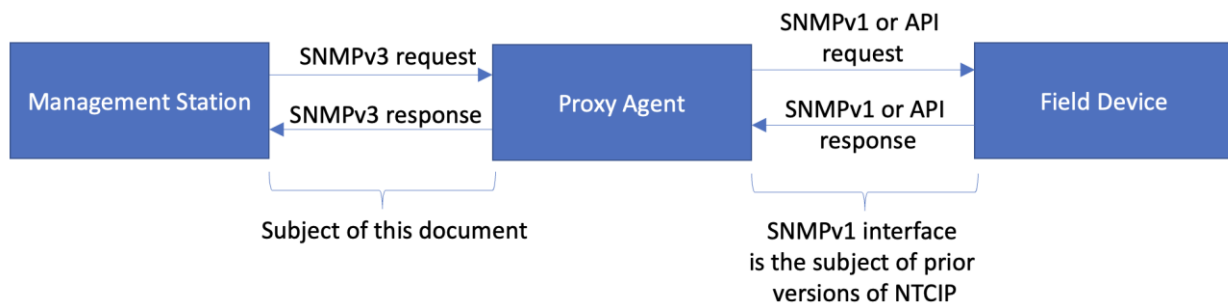 SNMPv1 or API
request
SNMPv3 request
Management Station
Proxy Agent
Field Device
SNMPv3 response
SNMPv1 or API
response
Subject of this document
SNMPv1 interface
is the subject of prior
versions of NTCIP